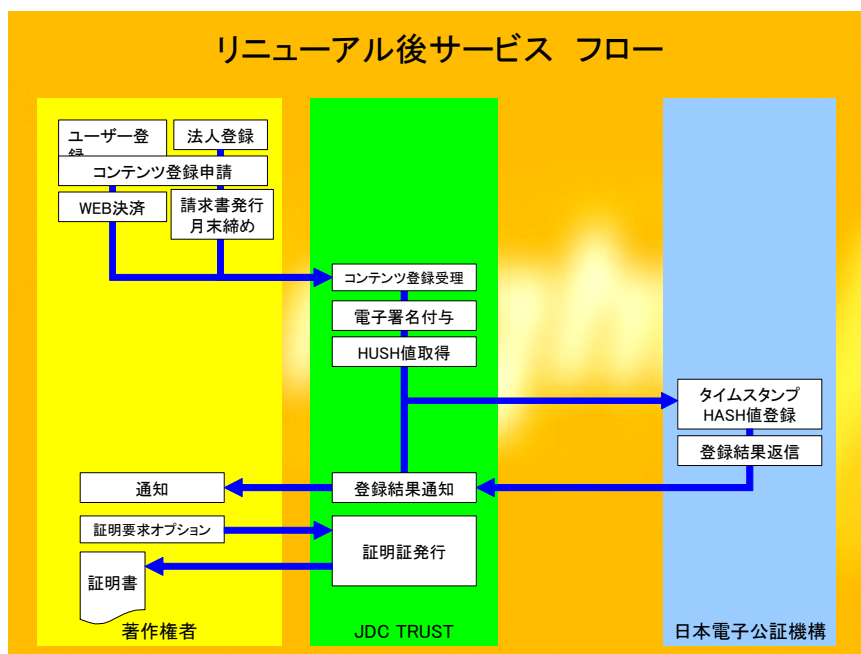 リニューアル後サービス フロー
ユーザー登
録
法人登録
コンテンツ登録申請
WEB決済
請求書発行
月末締め
コンテンツ登録受理
電子署名付与
HUSH値取得
タイムスタンプ
HASH値登録
登録結果返信
通知
登録結果通知
証明要求オプション
証明証発行
証明書
著作権者
JDC TRUST
日本電子公証機構